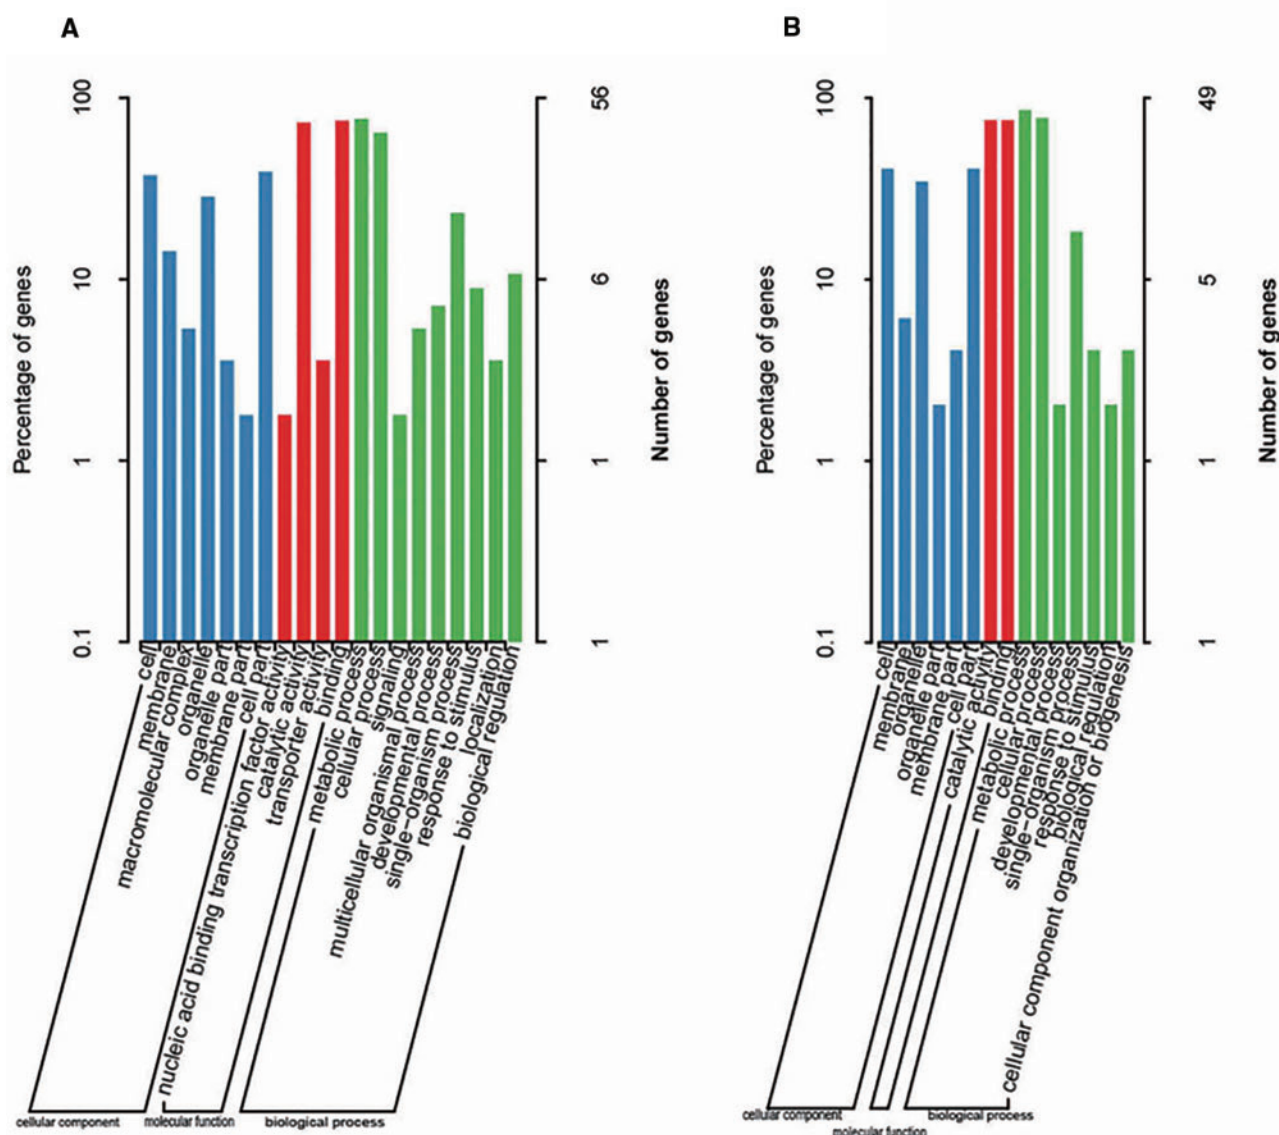 A
B
100
10
1
0.1
Percentage of genes
56
6
1
1
Number of genes
cell
membrane
macromolecular complex
organelle
organelle part
membrane part
cell part
nucleic acid binding transcription factor activity
catalytic activity
transporter activity
binding
metabolic process
cellular process
signaling
multicellular organismal process
developmental process
single-organism process
response to stimulus
localization
biological regulation
cellular component
molecular function
biological process
100
10
1
0.1
Percentage of genes
49
5
1
1
Number of genes
cell
membrane
organelle
organelle part
membrane part
cell part
catalytic activity
binding
metabolic process
cellular process
developmental process
single-organism process
response to stimulus
biological regulation
cellular component organization or biogenesis
cellular component
molecular function
biological process